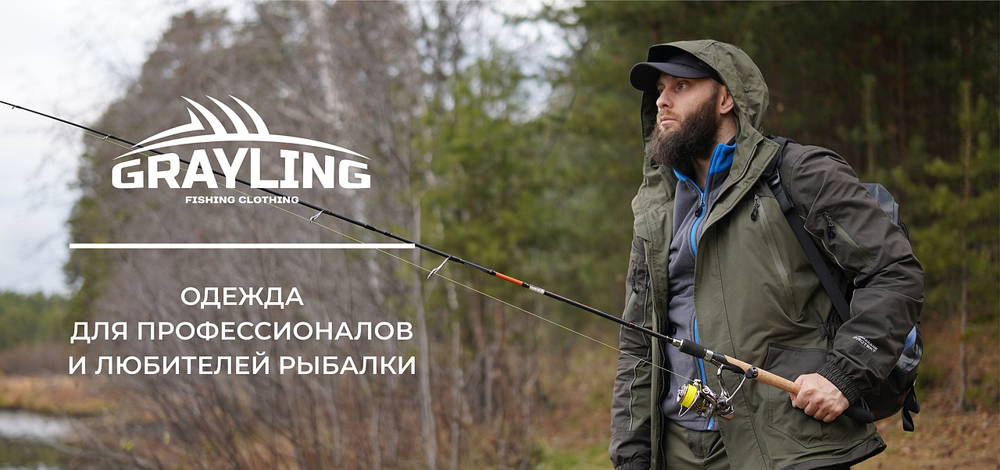 GRAYLING
FISHING CLOTHING
ОДЕЖДА
ДЛЯ ПРОФЕССИОНАЛОВ
И ЛЮБИТЕЛЕЙ РЫБАЛКИ